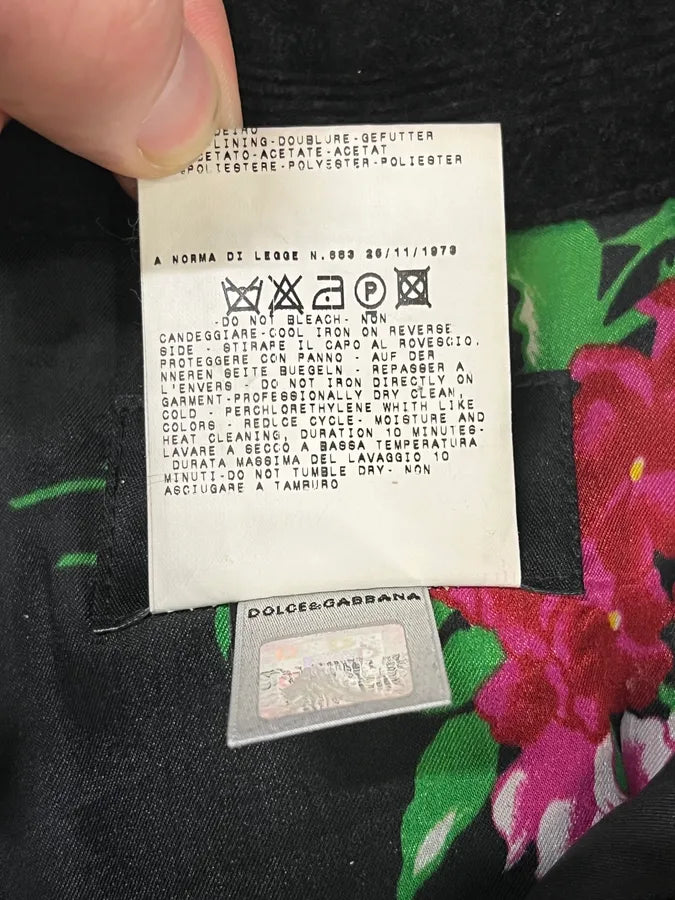 LINING-DOUBLURE-GEFUTTER
ACETATO-ACETATE-ACETAT
POLIESTERE-POLYESTER-POLIESTER
A NORMA DI LEGGE N.883 26/11/1973
P
-DO NOT BLEACH- NON
CANDEGGIARE-COOL IRON ON REVERSE
SIDE - STIRARE IL CAPO AL ROVESCIO.
PROTEGGERE CON PANNO - AUF DER
NNEREN SEITE BUEGELN - REPASSER A
L'ENVERS - DO NOT IRON DIRECTLY ON
GARMENT-PROFESSIONALLY DRY CLEAN,
COLD - PERCHLORETHYLENE WHITH LIKE
COLORS - REDUCE CYCLE- MOISTURE AND
HEAT CLEANING, DURATION 10 MINUTES-
LAVARE A SECCO A BASSA TEMPERATURA
DURATA MASSIMA DEL LAVAGGIO 10
MINUTI-DO NOT TUMBLE DRY- NON
ASCIUGARE A TAMBURO
DOLCE&GABBANA